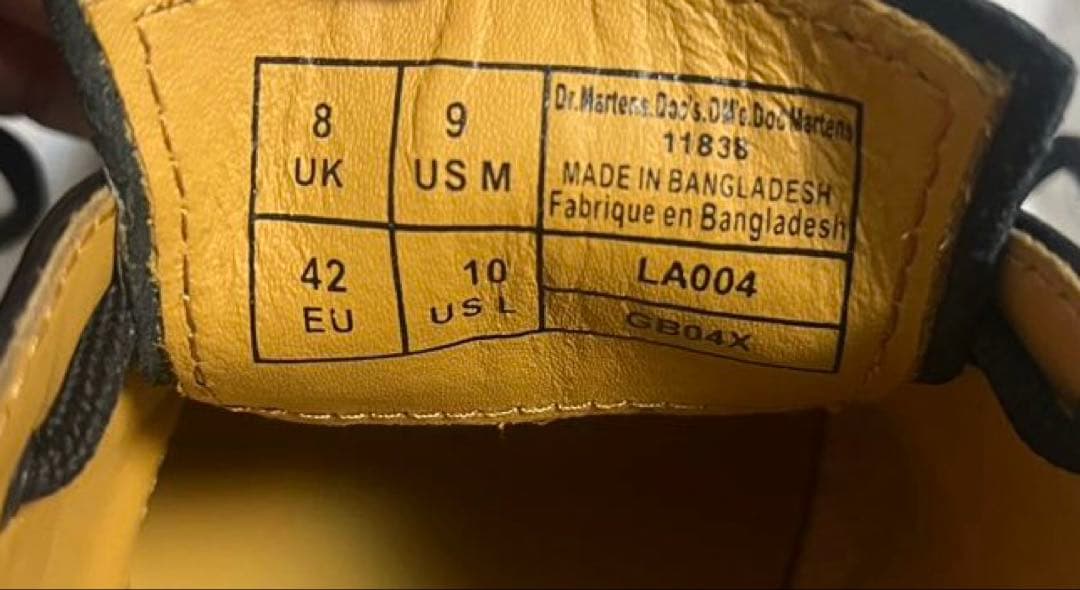 8
UK
9
US M
42
EU
10
US L
Dr.Martens.Doc's.DM's.Doc Martens
11838
MADE IN BANGLADESH
Fabrique en Bangladesh
LA004
GB04X